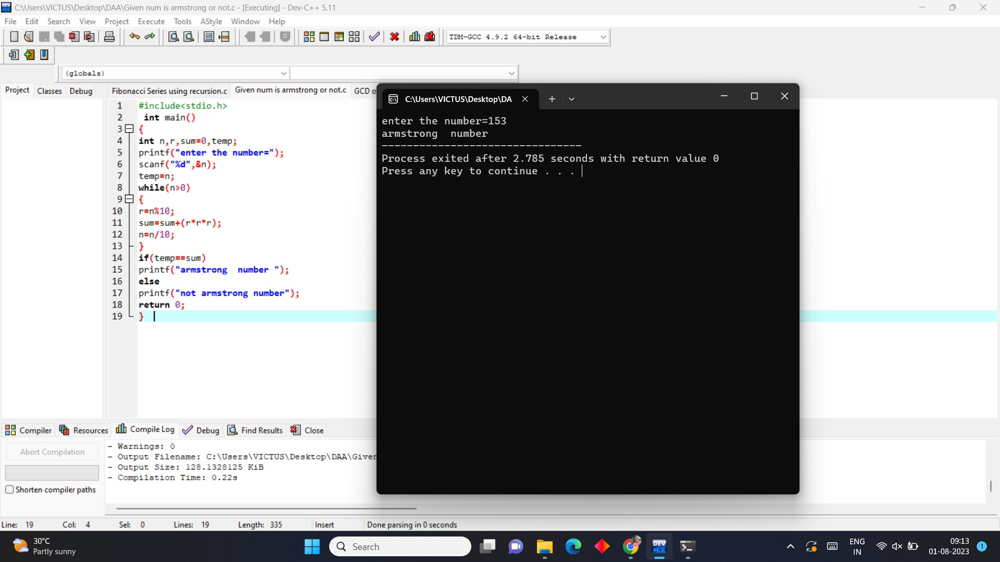 C:\Users\VICTUS\Desktop\DAA\Given num is armstrong or not.c - [Executing] - Dev-C++ 5.11
File Edit Search View Project Execute Tools AStyle Window Help
TDM-GCC 4.9.2 64-bit Release
(globals)
Project Classes Debug
Fibonacci Series using recursion.c Given num is armstrong or not.c GCD o
1 #include<stdio.h>
2 int main()
3 {
4 int n,r,sum=0,temp;
5 printf("enter the number=");
6 scanf("%d",&n);
7 temp=n;
8 while(n>0)
9 {
10 r=n%10;
11 sum=sum+(r*r*r);
12 n=n/10;
13 }
14 if(temp==sum)
15 printf("armstrong  number ");
16 else
17 printf("not armstrong number");
18 return 0;
19 }
C:\Users\VICTUS\Desktop\DA
enter the number=153
armstrong  number
--------------------------------
Process exited after 2.785 seconds with return value 0
Press any key to continue . . .
Compiler Resources Compile Log Debug Find Results Close
Abort Compilation
Shorten compiler paths
- Warnings: 0
- Output Filename: C:\Users\VICTUS\Desktop\DAA\Given
- Output Size: 128.1328125 KiB
- Compilation Time: 0.22s
Line: 19 Col: 4 Sel: 0 Lines: 19 Length: 335 Insert Done parsing in 0 seconds
30°C
Partly sunny
Search
DEV
C++
ENG
IN
09:13
01-08-2023
1